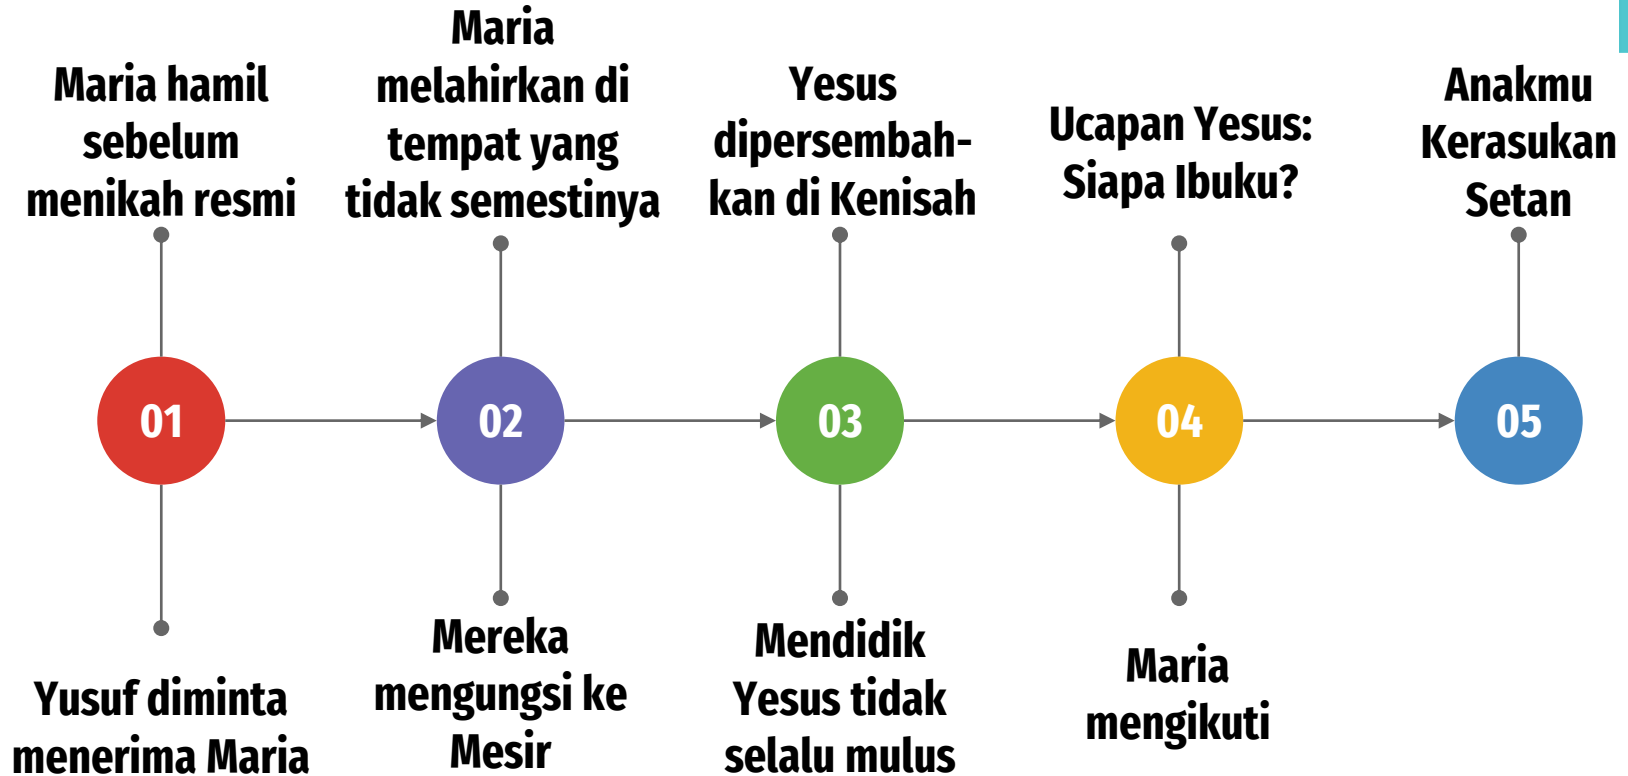 Maria hamil
sebelum
menikah resmi
Maria
melahirkan di
tempat yang
tidak semestinya
Yesus
dipersembah-
kan di Kenisah
Ucapan Yesus:
Siapa Ibuku?
Anakmu
Kerasukan
Setan
01
02
03
04
05
Yusuf diminta
menerima Maria
Mereka
mengungsi ke
Mesir
Mendidik
Yesus tidak
selalu mulus
Maria
mengikuti